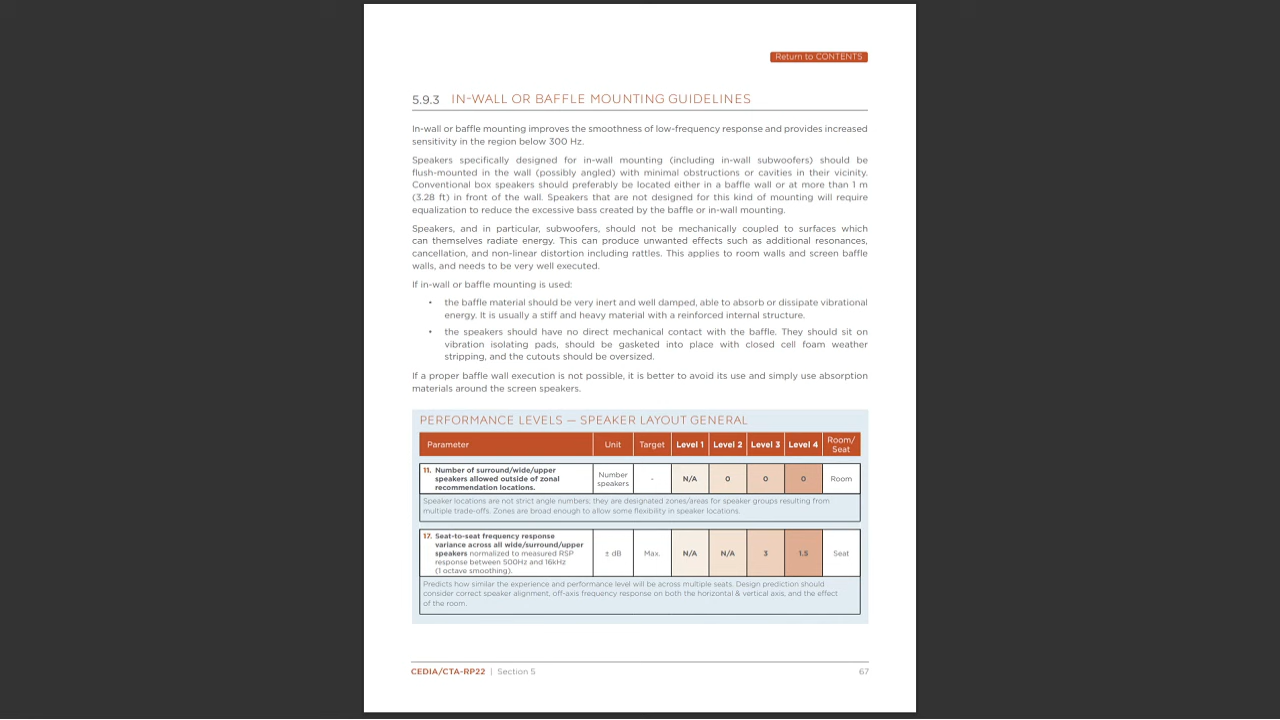 Return to CONTENTS
5.9.3 IN-WALL OR BAFFLE MOUNTING GUIDELINES
In-wall or baffle mounting improves the smoothness of low-frequency response and provides increased
sensitivity in the region below 300 Hz.
Speakers specifically designed for in-wall mounting (including in-wall subwoofers) should be
flush-mounted in the wall (possibly angled) with minimal obstructions or cavities in their vicinity.
Conventional box speakers should preferably be located either in a baffle wall or at more than 1 m
(3.28 ft) in front of the wall. Speakers that are not designed for this kind of mounting will require
equalization to reduce the excessive bass created by the baffle or in-wall mounting.
Speakers, and in particular, subwoofers, should not be mechanically coupled to surfaces which
can themselves radiate energy. This can produce unwanted effects such as additional resonances,
cancellation, and non-linear distortion including rattles. This applies to room walls and screen baffle
walls, and needs to be very well executed.
If in-wall or baffle mounting is used:
• the baffle material should be very inert and well damped, able to absorb or dissipate vibrational
energy. It is usually a stiff and heavy material with a reinforced internal structure.
• the speakers should have no direct mechanical contact with the baffle. They should sit on
vibration isolating pads, should be gasketed into place with closed cell foam weather
stripping, and the cutouts should be oversized.
If a proper baffle wall execution is not possible, it is better to avoid its use and simply use absorption
materials around the screen speakers.
PERFORMANCE LEVELS — SPEAKER LAYOUT GENERAL
Parameter Unit Target Level 1 Level 2 Level 3 Level 4 Room/
Seat
11. Number of surround/wide/upper
speakers allowed outside of zonal
recommendation locations.
Number
speakers
- N/A 0 0 0 Room
Speaker locations are not strict angle numbers; they are designated zones/areas for speaker groups resulting from
multiple trade-offs. Zones are broad enough to allow some flexibility in speaker locations.
17. Seat-to-seat frequency response
variance across all wide/surround/upper
speakers normalized to measured RSP
response between 500Hz and 16kHz
(1 octave smoothing).
± dB Max. N/A N/A 3 1.5 Seat
Predicts how similar the experience and performance level will be across multiple seats. Design prediction should
consider correct speaker alignment, off-axis frequency response on both the horizontal & vertical axis, and the effect
of the room.
CEDIA/CTA-RP22 | Section 5 67